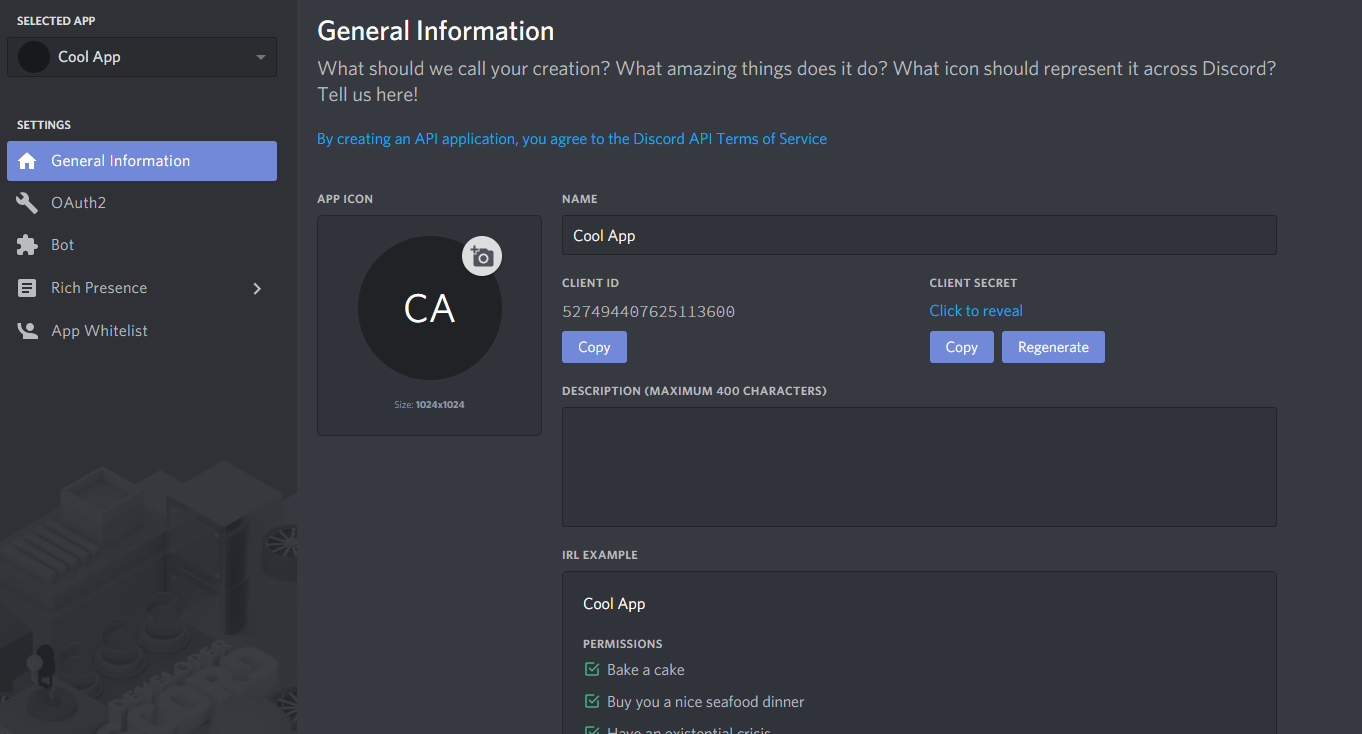 SELECTED APP
Cool App
SETTINGS
General Information
OAuth2
Bot
Rich Presence
App Whitelist
General Information
What should we call your creation? What amazing things does it do? What icon should represent it across Discord?
Tell us here!
By creating an API application, you agree to the Discord API Terms of Service
APP ICON
CA
Size: 1024x1024
NAME
Cool App
CLIENT ID
527494407625113600
Copy
CLIENT SECRET
Click to reveal
Copy Regenerate
DESCRIPTION (MAXIMUM 400 CHARACTERS)
IRL EXAMPLE
Cool App
PERMISSIONS
Bake a cake
Buy you a nice seafood dinner
Have an existential crisis